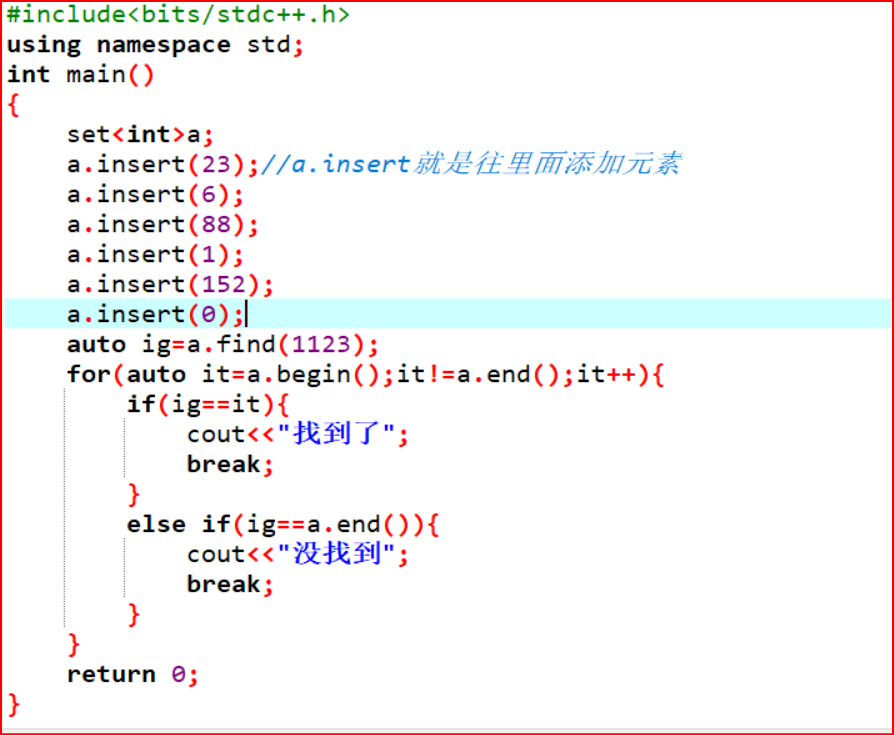 #include<bits/stdc++.h>
using namespace std;
int main()
{
    set<int>a;
    a.insert(23);//a.insert就是往里面添加元素
    a.insert(6);
    a.insert(88);
    a.insert(1);
    a.insert(152);
    a.insert(0);
    auto ig=a.find(1123);
    for(auto it=a.begin();it!=a.end();it++){
        if(ig==it){
            cout<<"找到了";
            break;
        }
        else if(ig==a.end()){
            cout<<"没找到";
            break;
        }
    }
    return 0;
}